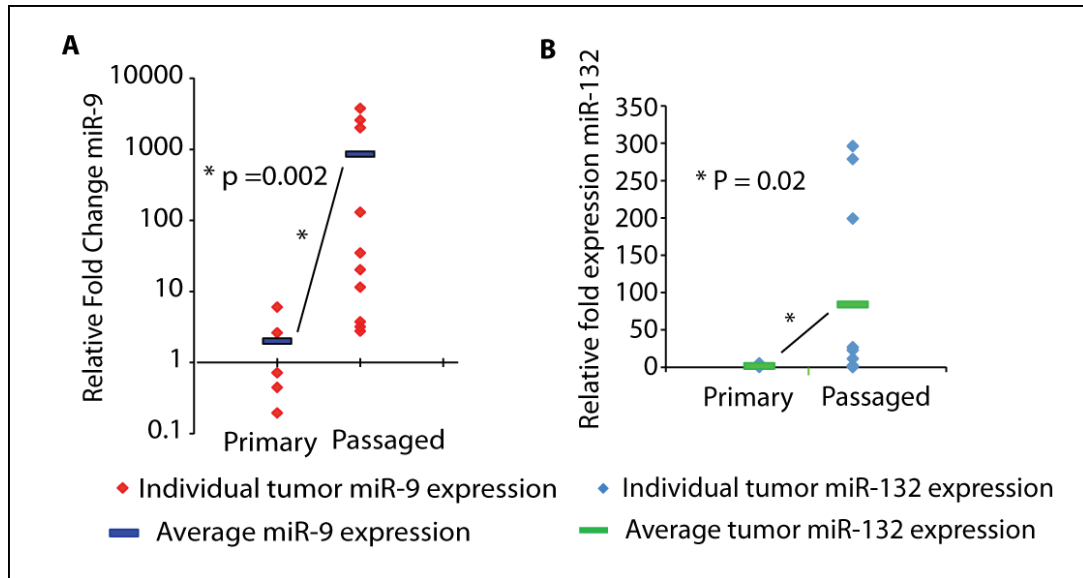 A
Relative Fold Change miR-9
10000
1000
100
10
1
0.1
* p =0.002
*
Primary Passaged
B
Relative fold expression miR-132
350
300
250
200
150
100
50
0
* P = 0.02
*
Primary Passaged
Individual tumor miR-9 expression
Average miR-9 expression
Individual tumor miR-132 expression
Average tumor miR-132 expression